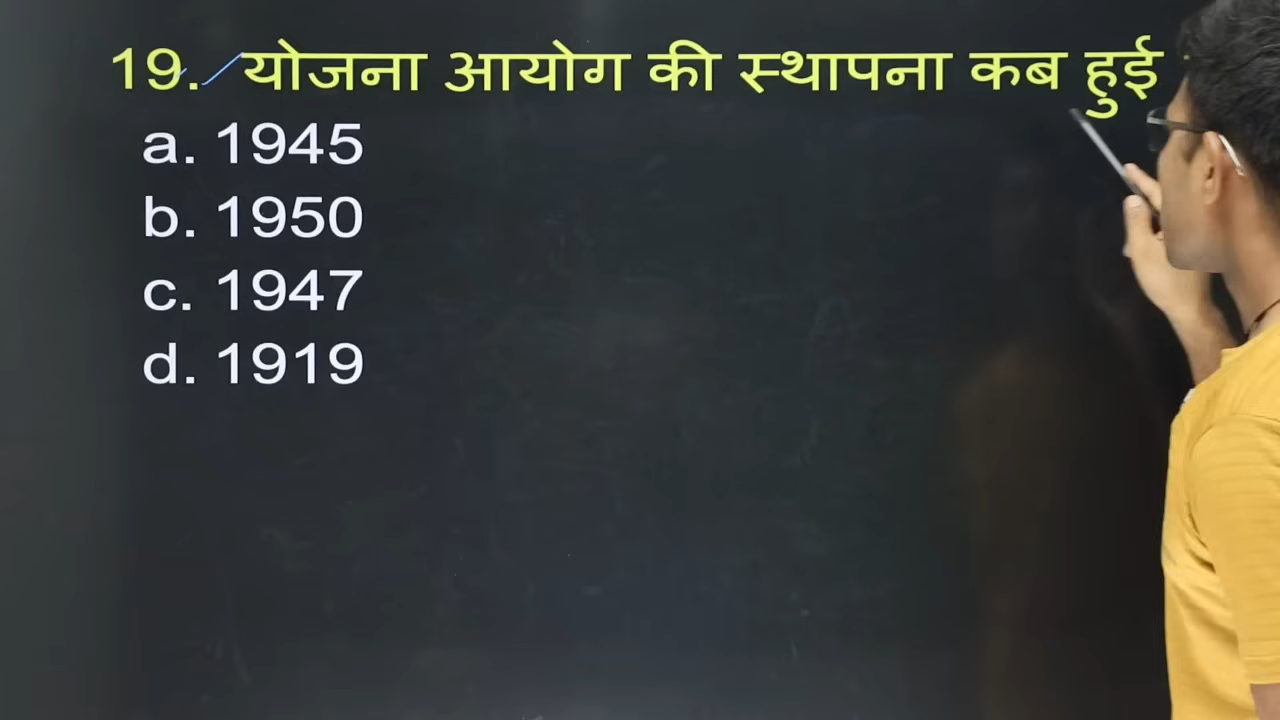 19. योजना आयोग की स्थापना कब हुई
a. 1945
b. 1950
c. 1947
d. 1919